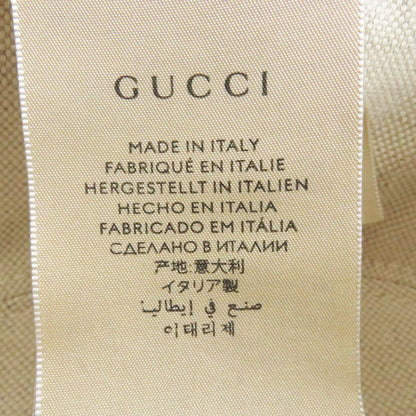 GUCCI
MADE IN ITALY
FABRIQUÉ EN ITALIE
HERGESTELLT IN ITALIEN
HECHO EN ITALIA
FABRICADO EM ITÁLIA
СДЕЛАНО В ИТАЛИИ
产地:意大利
イタリア製
صنع في إيطاليا
이태리제